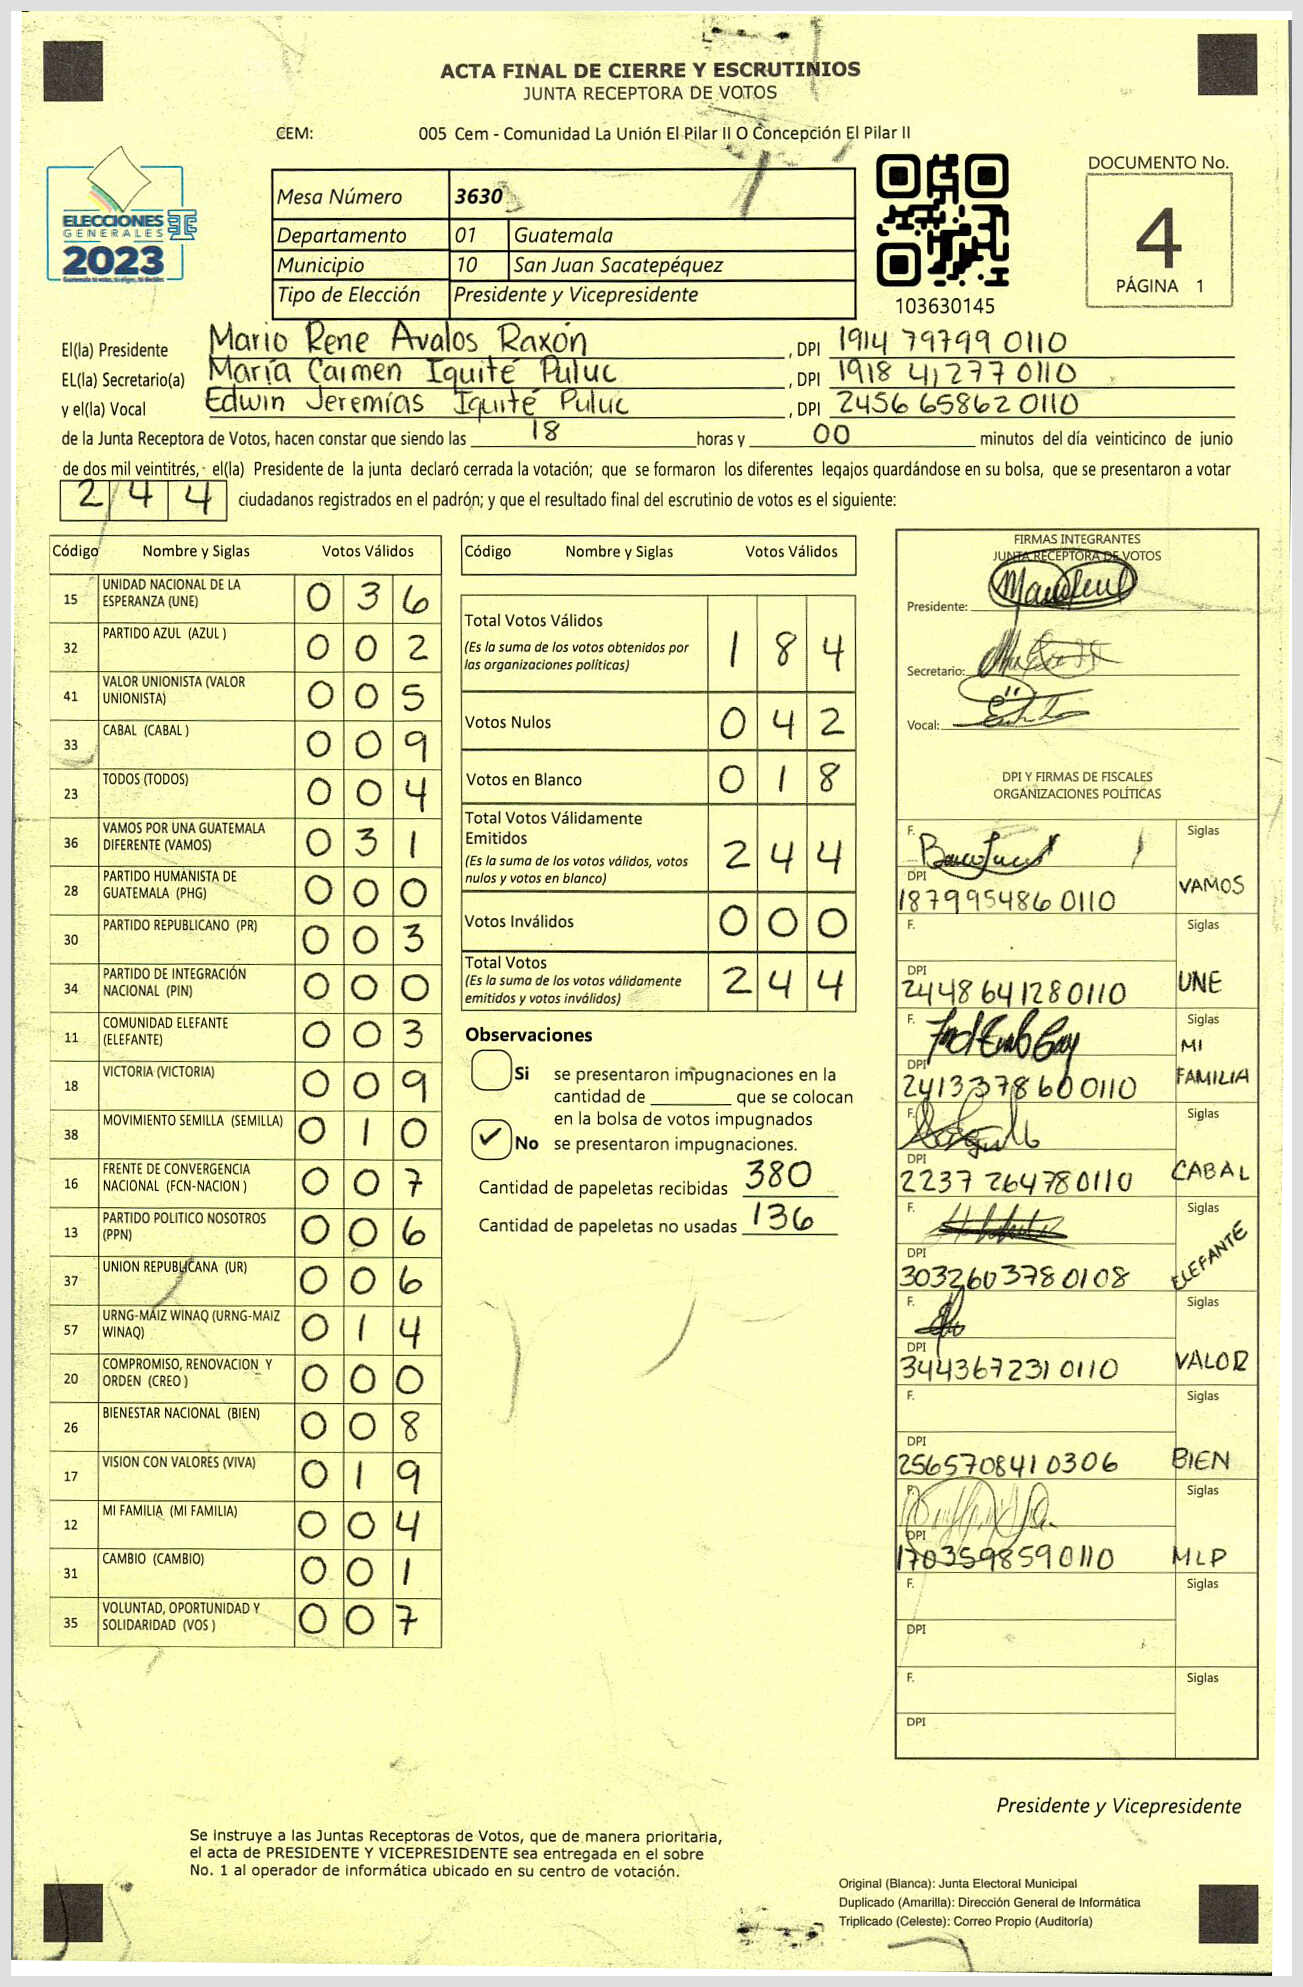 ACTA FINAL DE CIERRE Y ESCRUTINIOS
JUNTA RECEPTORA DE VOTOS
CEM: 005 Cem - Comunidad La Unión El Pilar II O Concepción El Pilar II
ELECCIONES
GENERALES
2023
Mesa Número 3630
Departamento 01 Guatemala
Municipio 10 San Juan Sacatepéquez
Tipo de Elección Presidente y Vicepresidente
103630145
DOCUMENTO No.
4
PÁGINA 1
El(la) Presidente Mario Rene Avalos Raxón , DPI 1914 79799 0110
EL(la) Secretario(a) María Carmen Iquité Puluc , DPI 1918 41277 0110
y el(la) Vocal Edwin Jeremías Iquité Puluc , DPI 2456 65862 0110
de la Junta Receptora de Votos, hacen constar que siendo las 18 horas y 00 minutos del día veinticinco de junio
de dos mil veintitrés, el(la) Presidente de la junta declaró cerrada la votación; que se formaron los diferentes legajos guardándose en su bolsa, que se presentaron a votar
244 ciudadanos registrados en el padrón; y que el resultado final del escrutinio de votos es el siguiente:
Código Nombre y Siglas Votos Válidos
15 UNIDAD NACIONAL DE LA ESPERANZA (UNE) 0 3 6
32 PARTIDO AZUL (AZUL ) 0 0 2
41 VALOR UNIONISTA (VALOR UNIONISTA) 0 0 5
33 CABAL (CABAL ) 0 0 9
23 TODOS (TODOS) 0 0 4
36 VAMOS POR UNA GUATEMALA DIFERENTE (VAMOS) 0 3 1
28 PARTIDO HUMANISTA DE GUATEMALA (PHG) 0 0 0
30 PARTIDO REPUBLICANO (PR) 0 0 3
34 PARTIDO DE INTEGRACIÓN NACIONAL (PIN) 0 0 0
11 COMUNIDAD ELEFANTE (ELEFANTE) 0 0 3
18 VICTORIA (VICTORIA) 0 0 9
38 MOVIMIENTO SEMILLA (SEMILLA) 0 1 0
16 FRENTE DE CONVERGENCIA NACIONAL (FCN-NACION ) 0 0 7
13 PARTIDO POLITICO NOSOTROS (PPN) 0 0 6
37 UNION REPUBLICANA (UR) 0 0 6
57 URNG-MAIZ WINAQ (URNG-MAIZ WINAQ) 0 1 4
20 COMPROMISO, RENOVACION Y ORDEN (CREO ) 0 0 0
26 BIENESTAR NACIONAL (BIEN) 0 0 8
17 VISION CON VALORES (VIVA) 0 1 9
12 MI FAMILIA (MI FAMILIA) 0 0 4
31 CAMBIO (CAMBIO) 0 0 1
35 VOLUNTAD, OPORTUNIDAD Y SOLIDARIDAD (VOS ) 0 0 7
Código Nombre y Siglas Votos Válidos
Total Votos Válidos 1 8 4
(Es la suma de los votos obtenidos por
las organizaciones políticas)
Votos Nulos 0 4 2
Votos en Blanco 0 1 8
Total Votos Válidamente
Emitidos 2 4 4
(Es la suma de los votos válidos, votos
nulos y votos en blanco)
Votos Inválidos 0 0 0
Total Votos 2 4 4
(Es la suma de los votos válidamente
emitidos y votos inválidos)
Observaciones
Si se presentaron impugnaciones en la
cantidad de ________ que se colocan
en la bolsa de votos impugnados
✓ No se presentaron impugnaciones.
Cantidad de papeletas recibidas 380
Cantidad de papeletas no usadas 136
FIRMAS INTEGRANTES
JUNTA RECEPTORA DE VOTOS
Presidente:
Secretario:
Vocal:
DPI Y FIRMAS DE FISCALES
ORGANIZACIONES POLÍTICAS
F. Siglas
DPI 187995486 0110 VAMOS
F. Siglas
DPI 2448641280110 UNE
F. Siglas
DPI 2413378600110 MI FAMILIA
F. Siglas
DPI 2237 26478 0110 CABAL
F. Siglas
DPI 3032603780108 ELEFANTE
F. Siglas
DPI 344367231 0110 VALOR
F. Siglas
DPI 256570841 0306 BIEN
F. Siglas
DPI 1703598590110 MLP
F. Siglas
DPI
F. Siglas
DPI
Presidente y Vicepresidente
Se instruye a las Juntas Receptoras de Votos, que de manera prioritaria,
el acta de PRESIDENTE Y VICEPRESIDENTE sea entregada en el sobre
No. 1 al operador de informática ubicado en su centro de votación.
Original (Blanca): Junta Electoral Municipal
Duplicado (Amarilla): Dirección General de Informática
Triplicado (Celeste): Correo Propio (Auditoría)